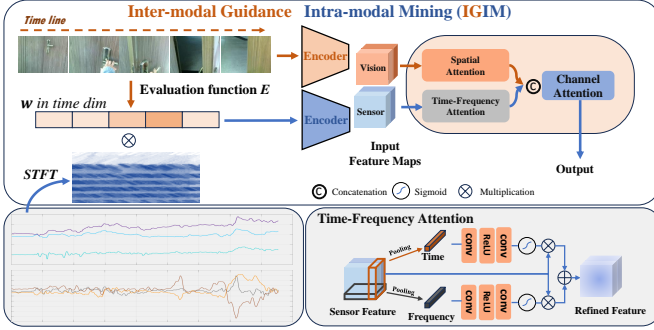 Inter-modal Guidance Intra-modal Mining (IGIM)
Time line
Encoder
Vision
Spatial
Attention
Evaluation function E
w in time dim
Encoder
Sensor
Time-Frequency
Attention
C
Channel
Attention
Input
Feature Maps
Output
STFT
C Concatenation
Sigmoid
Multiplication
Time-Frequency Attention
Pooling
Time
conv
ReLU
conv
Sensor Feature
Pooling
Frequency
conv
ReLU
conv
Refined Feature